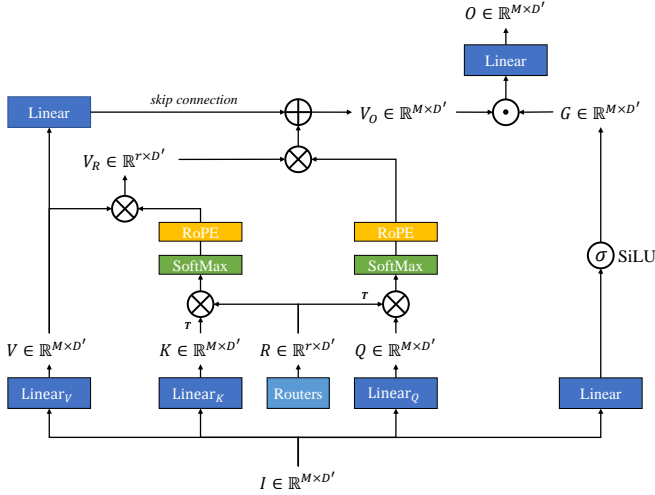 O ∈ ℝ^{M×D′}
Linear
Linear
skip connection
V_O ∈ ℝ^{M×D′}
G ∈ ℝ^{M×D′}
V_R ∈ ℝ^{r×D′}
RoPE
RoPE
SoftMax
SoftMax
σ SiLU
T
T
V ∈ ℝ^{M×D′}
K ∈ ℝ^{M×D′}
R ∈ ℝ^{r×D′}
Q ∈ ℝ^{M×D′}
Linear_V
Linear_K
Routers
Linear_Q
Linear
I ∈ ℝ^{M×D′}